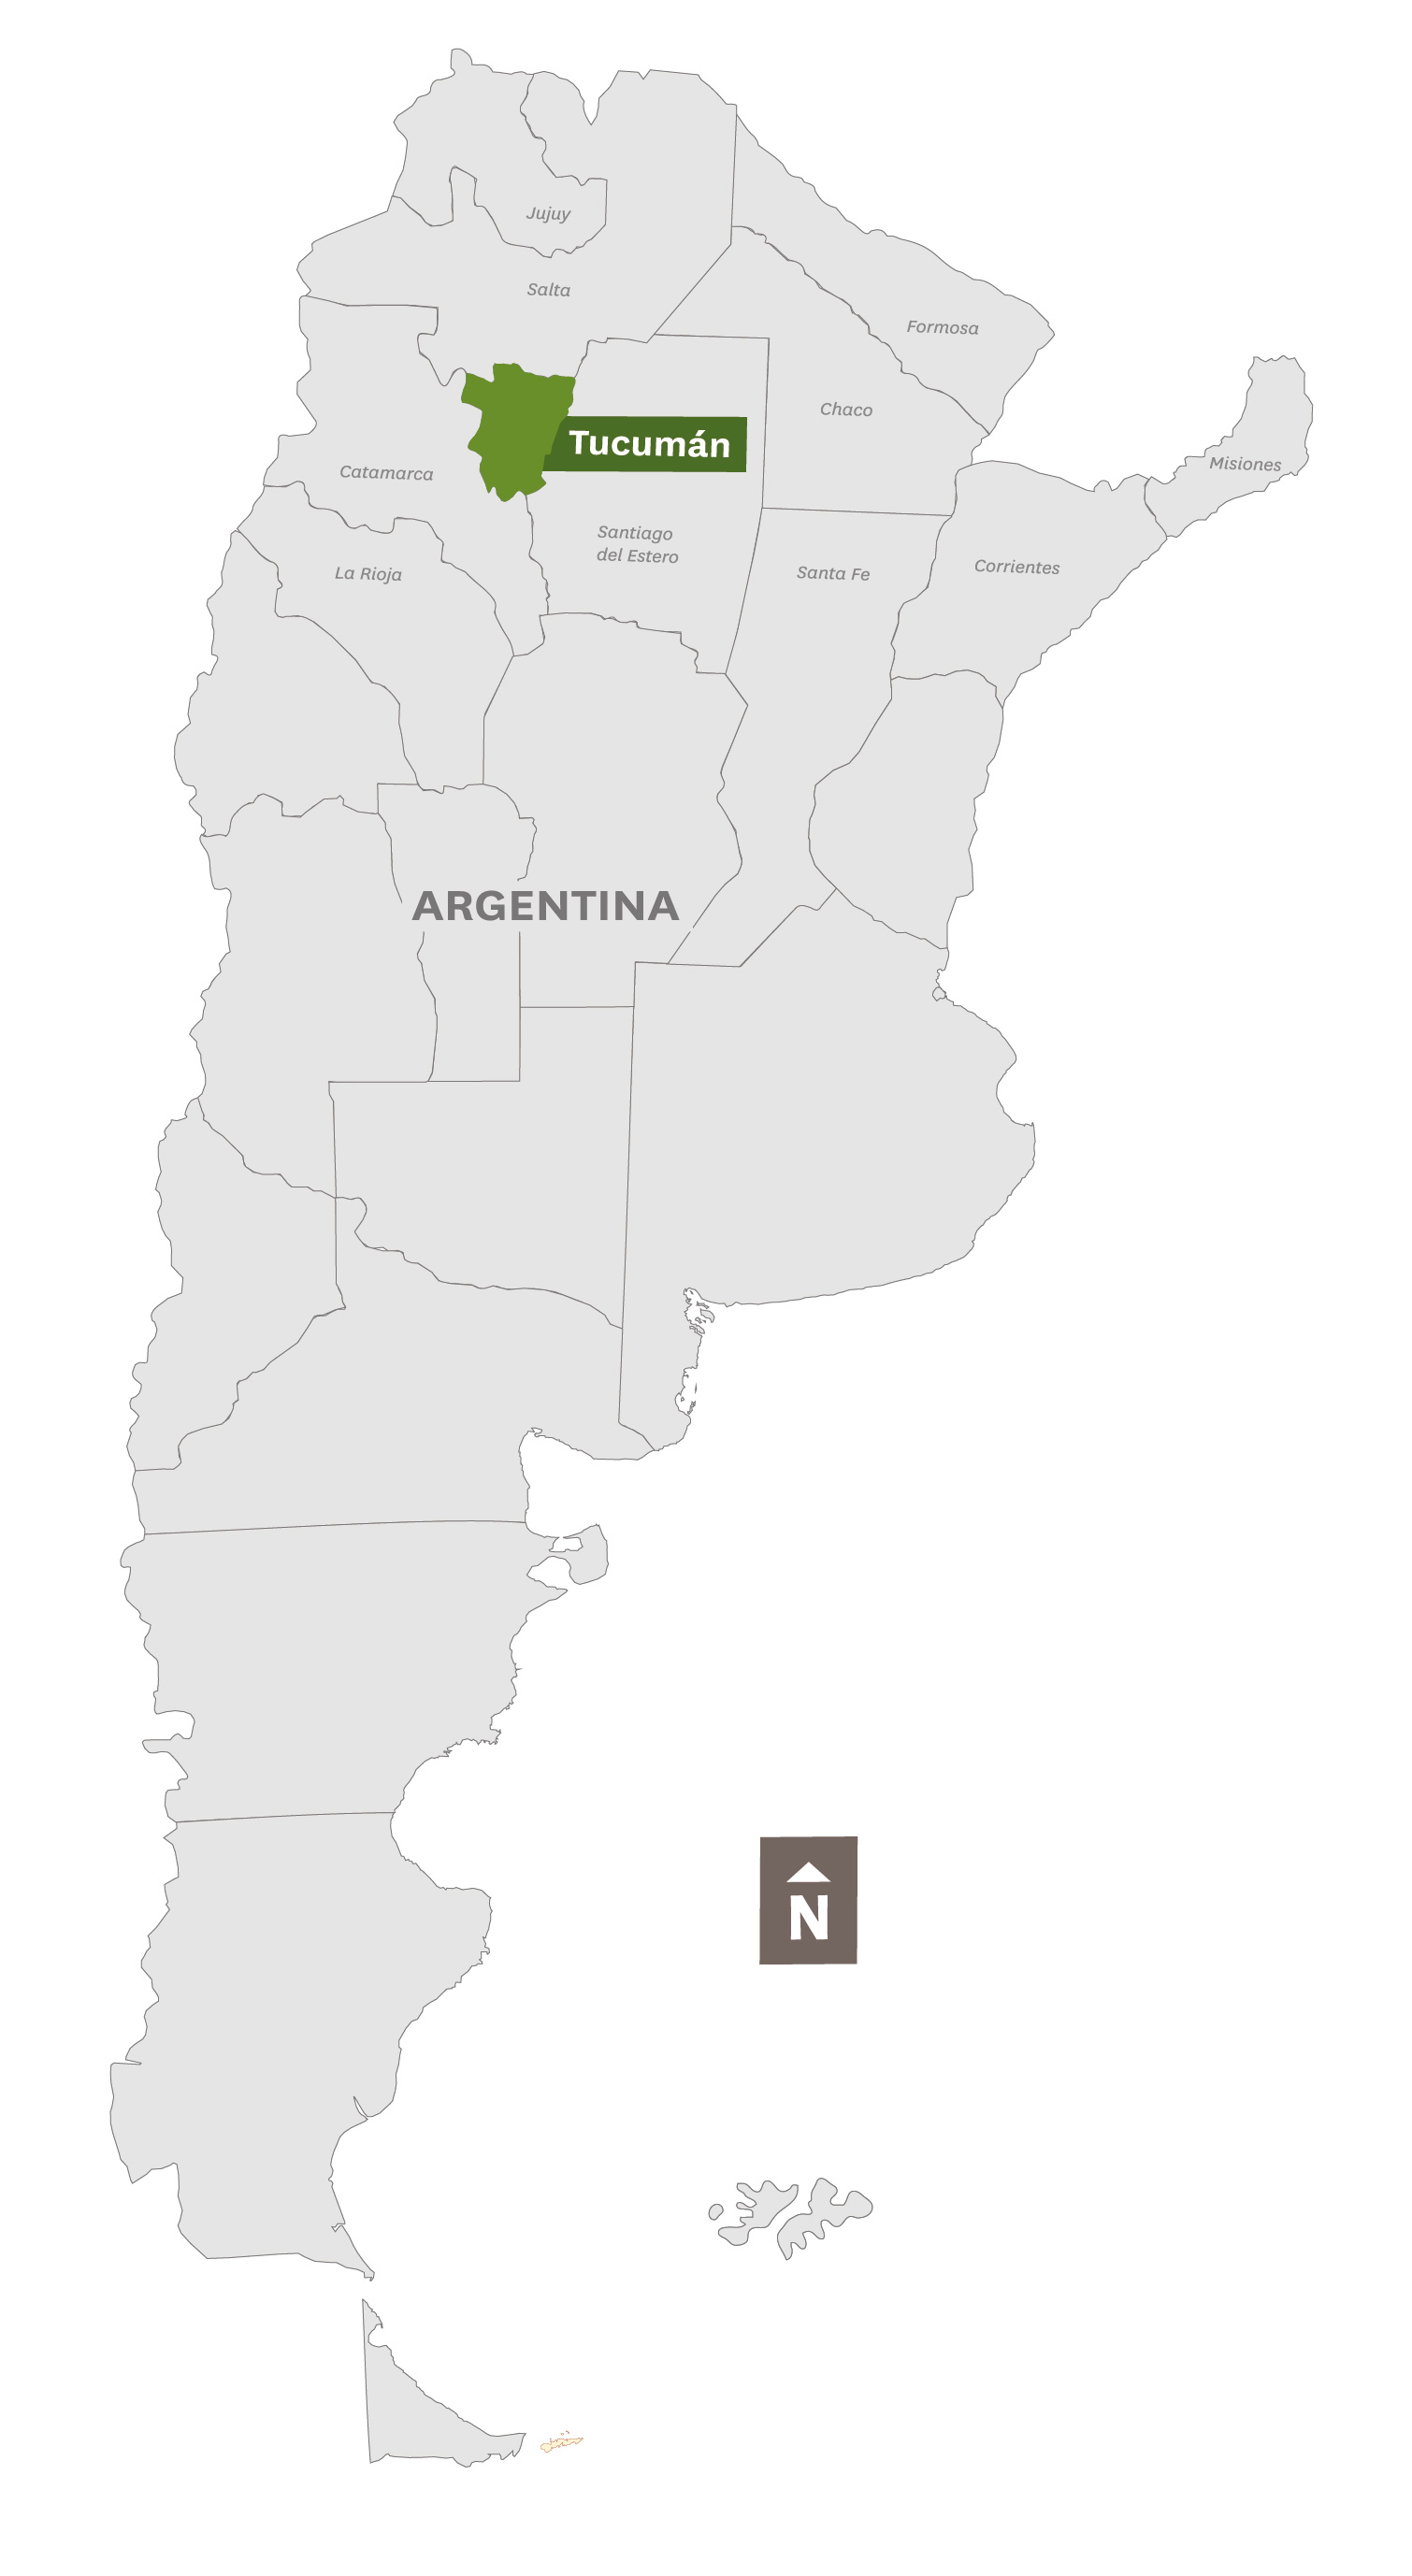 Jujuy
Salta
Formosa
Chaco
Tucumán
Misiones
Catamarca
Santiago
del Estero
Corrientes
La Rioja
Santa Fe
ARGENTINA
N